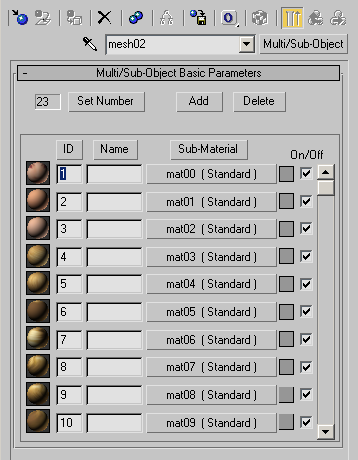 mesh02 Multi/Sub-Object
- Multi/Sub-Object Basic Parameters
23 Set Number Add Delete
ID Name Sub-Material On/Off
1 mat00 ( Standard )
2 mat01 ( Standard )
3 mat02 ( Standard )
4 mat03 ( Standard )
5 mat04 ( Standard )
6 mat05 ( Standard )
7 mat06 ( Standard )
8 mat07 ( Standard )
9 mat08 ( Standard )
10 mat09 ( Standard )